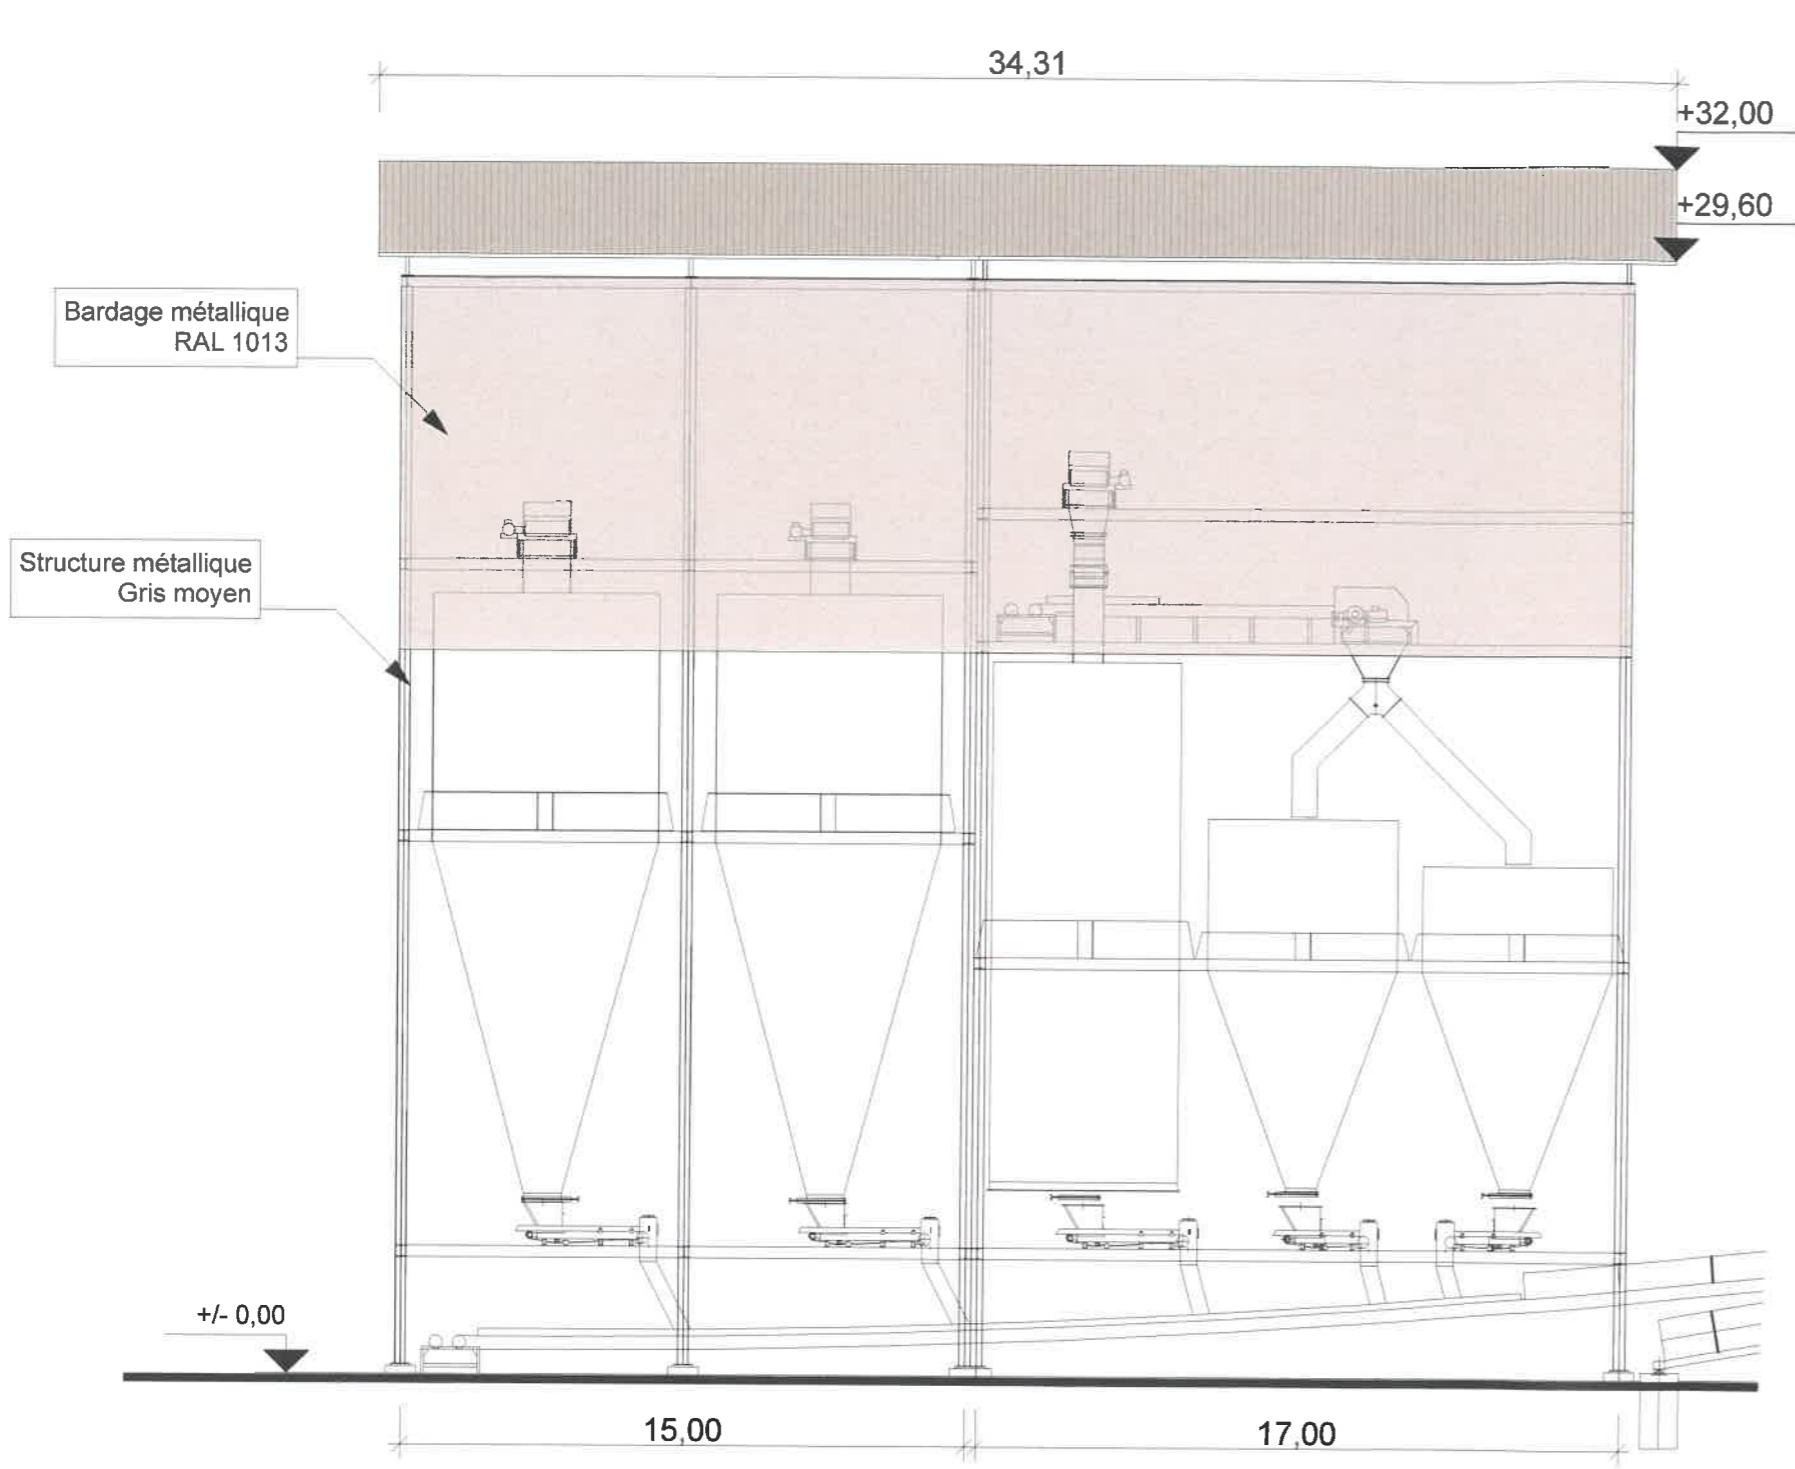 34,31
+32,00
+29,60
Bardage métallique
RAL 1013
Structure métallique
Gris moyen
+/- 0,00
15,00
17,00